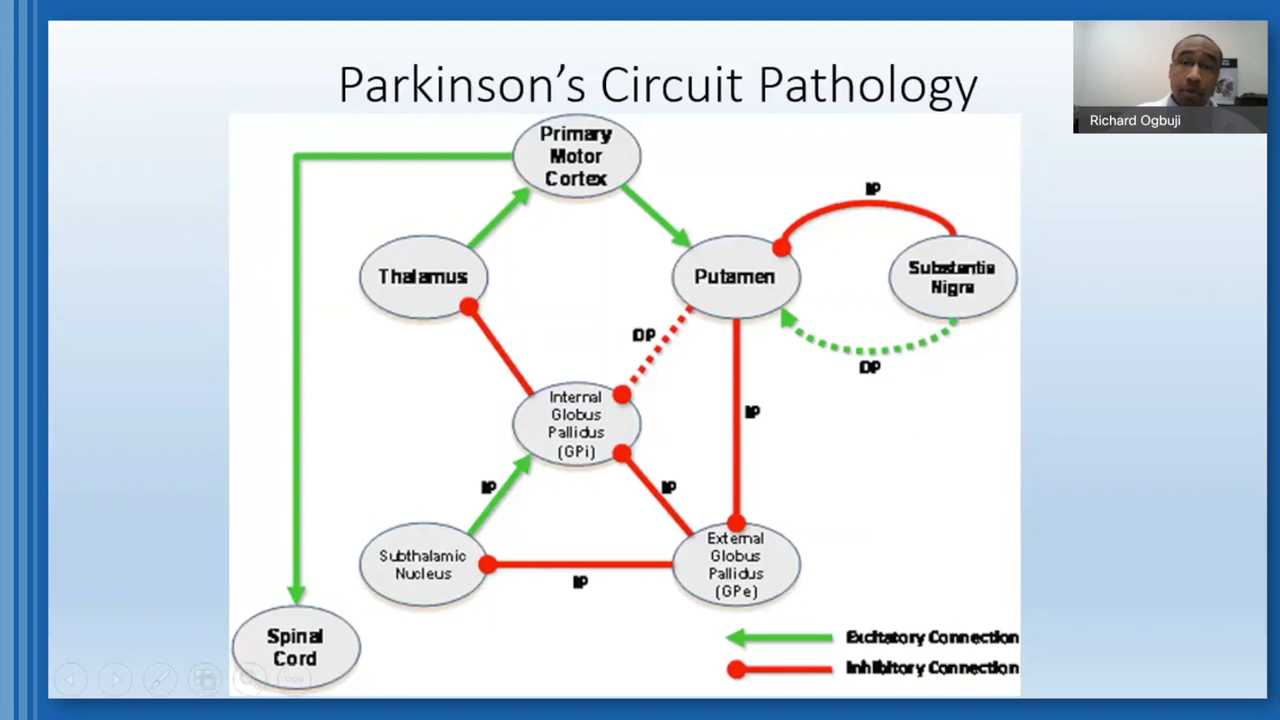 Parkinson's Circuit Pathology
Richard Ogbuji
Primary
Motor
Cortex
IP
Thalamus
Putamen
Substantia
Nigra
DP
DP
Internal
Globus
Pallidus
(GPi)
IP
IP
IP
Subthalamic
Nucleus
External
Globus
Pallidus
(GPe)
IP
Spinal
Cord
Excitatory Connection
Inhibitory Connection